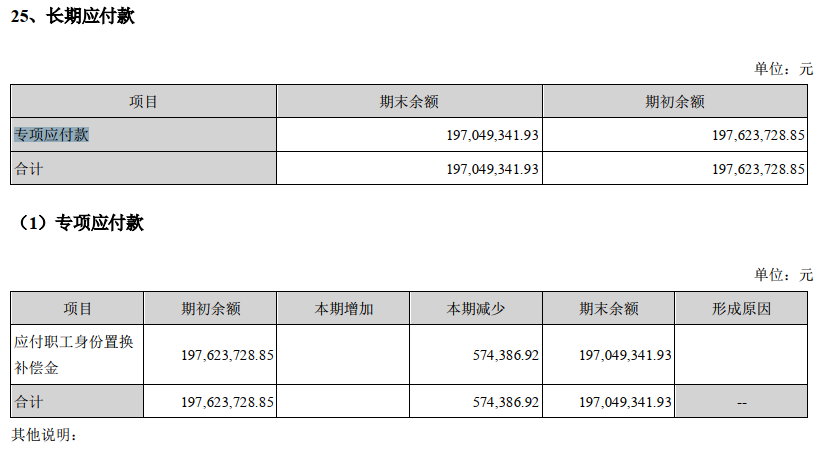 25、长期应付款
单位：元
项目 期末余额 期初余额
专项应付款 197,049,341.93 197,623,728.85
合计 197,049,341.93 197,623,728.85
（1）专项应付款
单位：元
项目 期初余额 本期增加 本期减少 期末余额 形成原因
应付职工身份置换
补偿金 197,623,728.85 574,386.92 197,049,341.93
合计 197,623,728.85 574,386.92 197,049,341.93 --
其他说明：